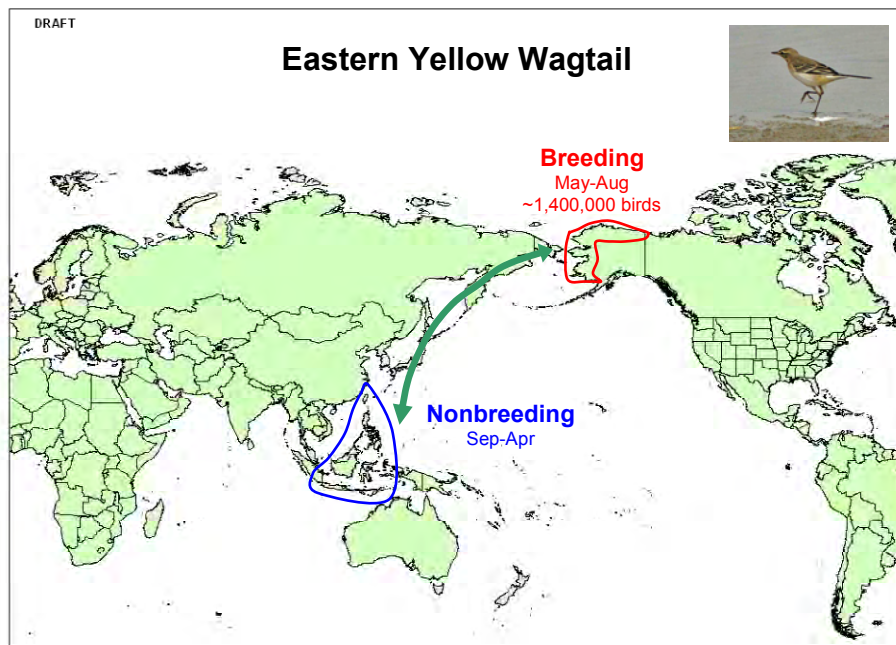 DRAFT
Eastern Yellow Wagtail
Breeding
May-Aug
~1,400,000 birds
Nonbreeding
Sep-Apr